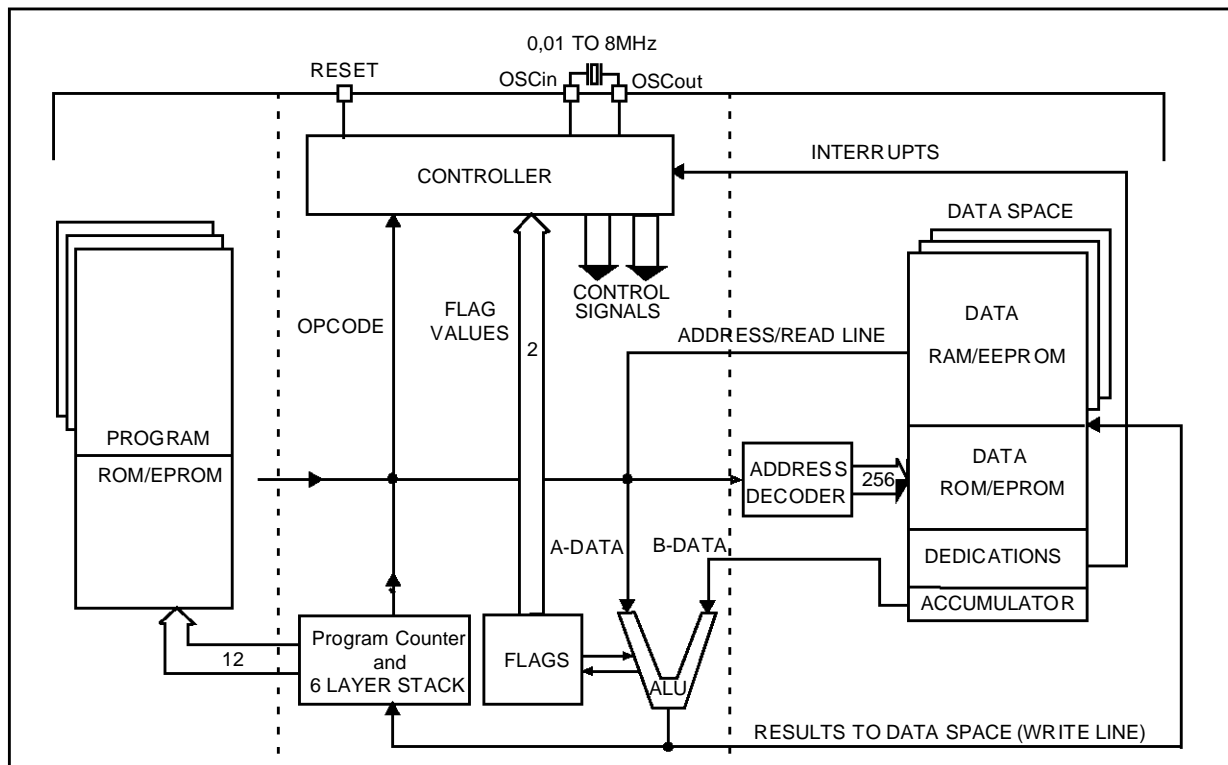 0,01 TO 8MHz
RESET
OSCin
OSCout
INTERRUPTS
CONTROLLER
DATA SPACE
CONTROL
SIGNALS
OPCODE
FLAG
VALUES
2
ADDRESS/READ LINE
DATA
RAM/EEPROM
PROGRAM
ROM/EPROM
ADDRESS
DECODER
256
DATA
ROM/EPROM
A-DATA
B-DATA
DEDICATIONS
ACCUMULATOR
12
Program Counter
and
6 LAYER STACK
FLAGS
ALU
RESULTS TO DATA SPACE (WRITE LINE)